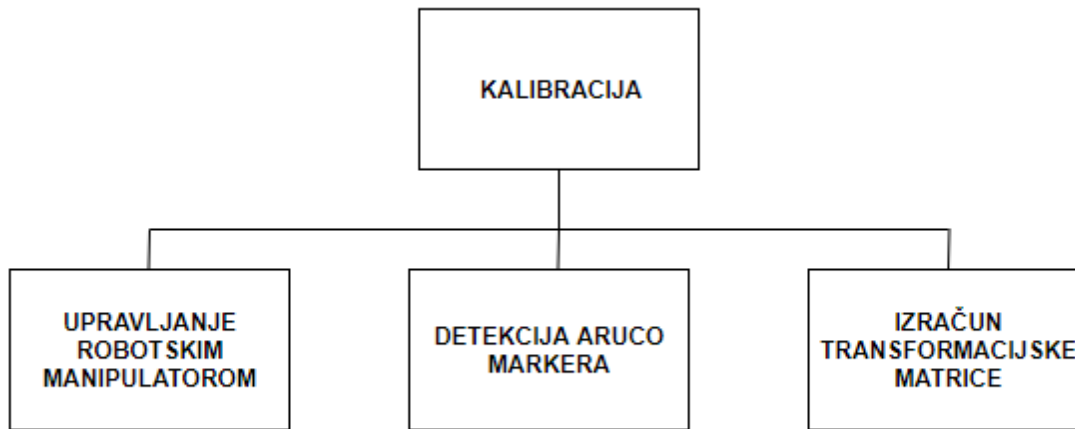 KALIBRACIJA
UPRAVLJANJE
ROBOTSKIM
MANIPULATOROM
DETEKCIJA ARUCO
MARKERA
IZRAČUN
TRANSFORMACIJSKE
MATRICE